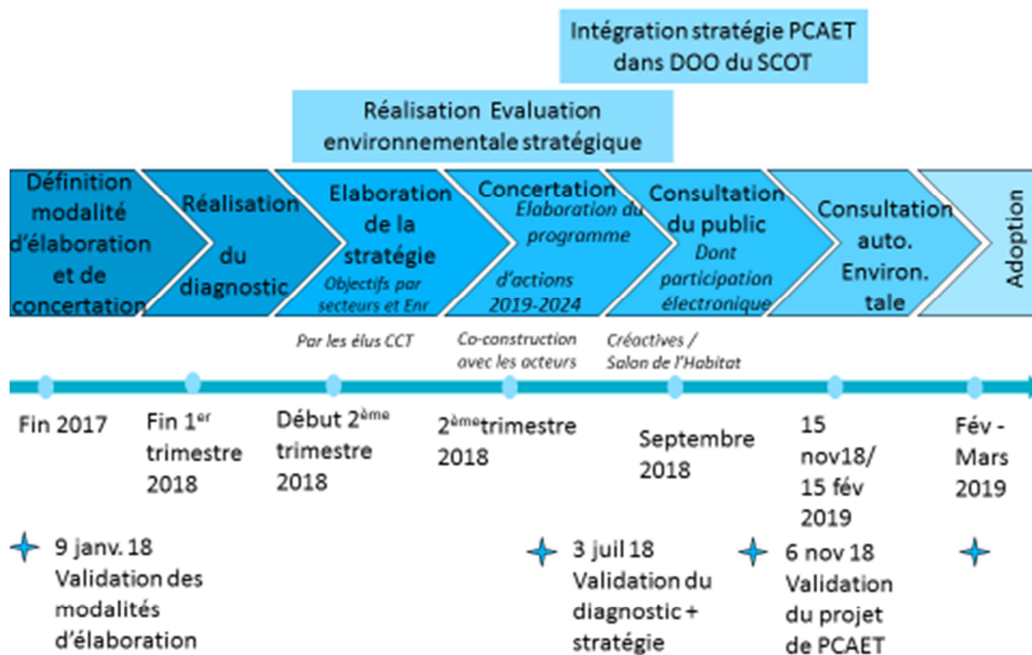 Intégration stratégie PCAET
dans DOO du SCOT
Réalisation Evaluation
environnementale stratégique
Définition
modalité
d'élaboration
et de
concertation
Réalisation
du
diagnostic
Elaboration
de la
stratégie
Objectifs par
secteurs et Enr
Concertation
Elaboration du
programme
d'actions
2019-2024
Consultation
du public
Dont
participation
électronique
Consultation
auto.
Environ.
tale
Adoption
Par les élus CCT
Co-construction
avec les acteurs
Créactives /
Salon de l'Habitat
Fin 2017
Fin 1er
trimestre
2018
Début 2ème
trimestre
2018
2ème trimestre
2018
Septembre
2018
15
nov18/
15 fév
2019
Fév -
Mars
2019
9 janv. 18
Validation des
modalités
d'élaboration
3 juil 18
Validation du
diagnostic +
stratégie
6 nov 18
Validation
du projet
de PCAET